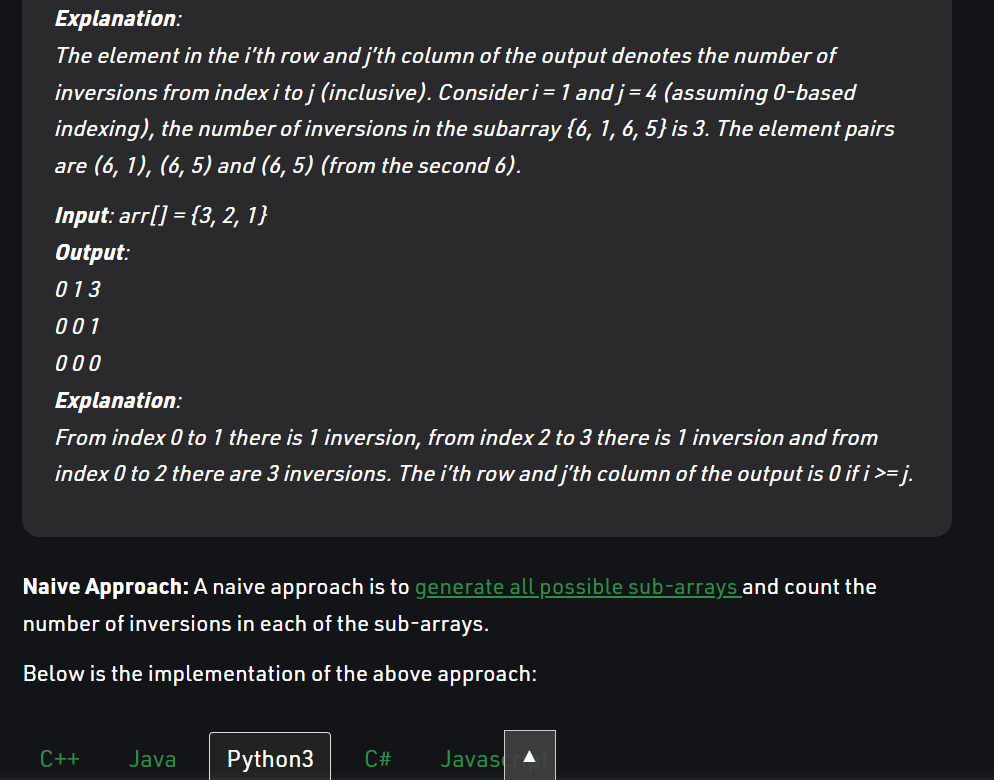 Explanation:
The element in the i’th row and j’th column of the output denotes the number of
inversions from index i to j (inclusive). Consider i = 1 and j = 4 (assuming 0-based
indexing), the number of inversions in the subarray {6, 1, 6, 5} is 3. The element pairs
are (6, 1), (6, 5) and (6, 5) (from the second 6).
Input: arr[] = {3, 2, 1}
Output:
0 1 3
0 0 1
0 0 0
Explanation:
From index 0 to 1 there is 1 inversion, from index 2 to 3 there is 1 inversion and from
index 0 to 2 there are 3 inversions. The i’th row and j’th column of the output is 0 if i >= j.
Naive Approach: A naive approach is to generate all possible sub-arrays and count the
number of inversions in each of the sub-arrays.
Below is the implementation of the above approach:
C++ Java Python3 C# Javascript